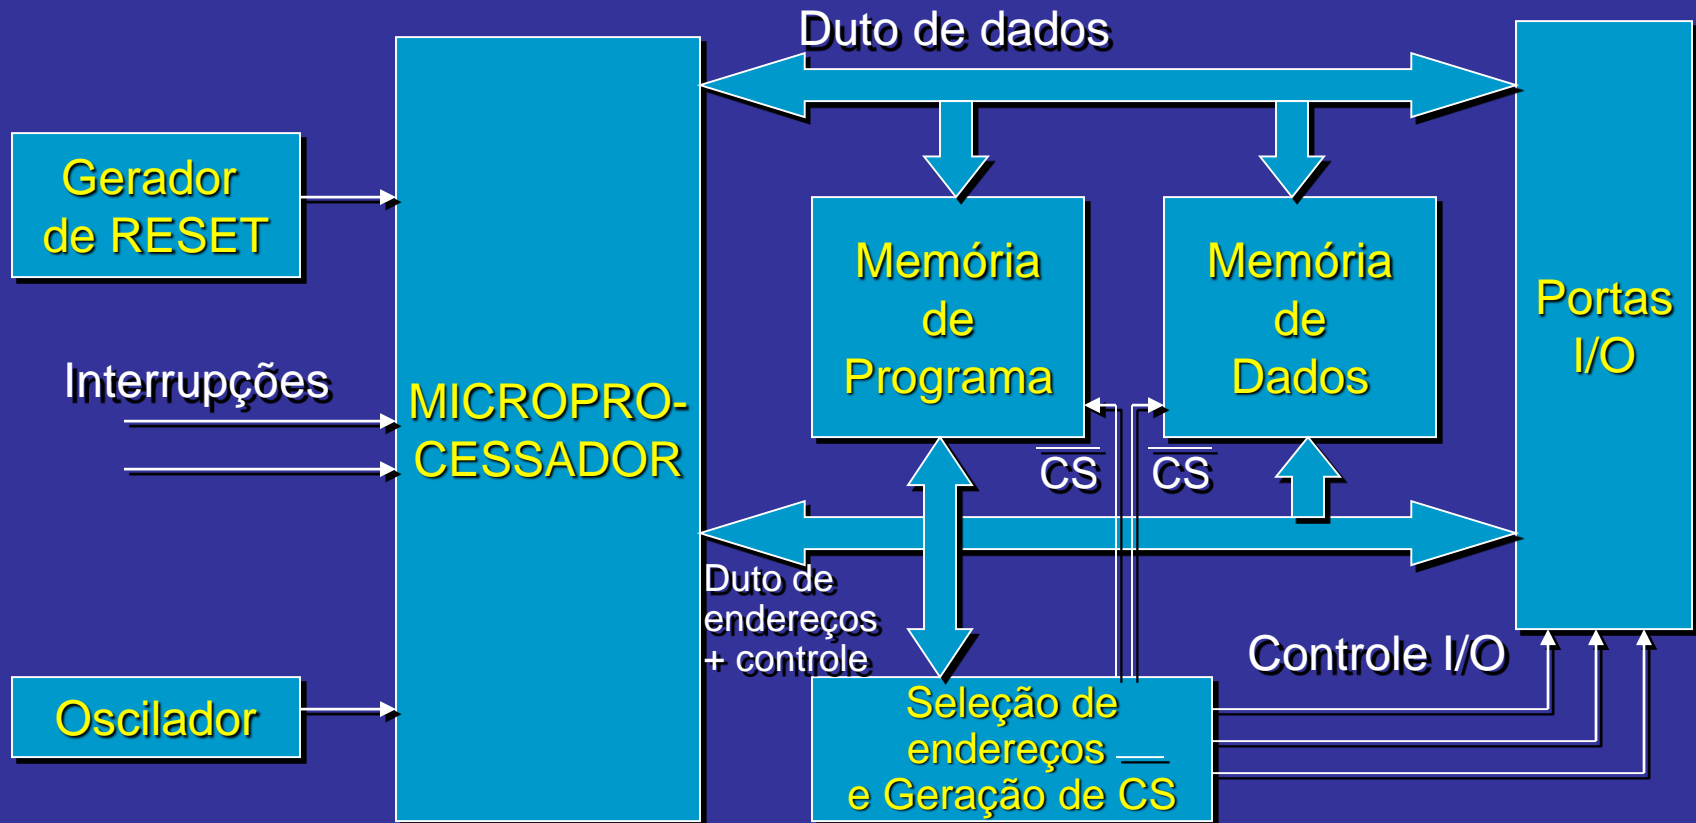 Duto de dados
Gerador
de RESET
Interrupções
MICROPRO-
CESSADOR
Oscilador
Memória
de
Programa
Memória
de
Dados
Portas
I/O
CS
CS
Duto de
endereços
+ controle
Controle I/O
Seleção de
endereços
e Geração de CS